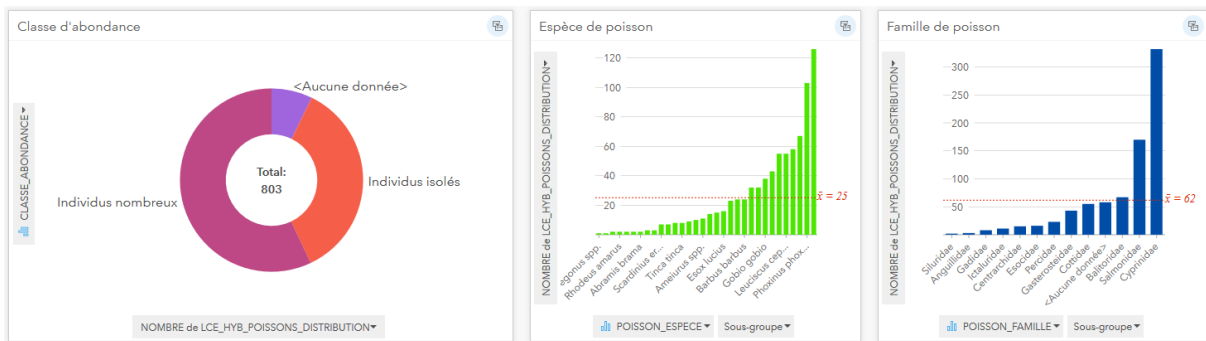 Classe d'abondance
CLASSE_ABONDANCE
<Aucune donnée>
Total:
803
Individus isolés
Individus nombreux
NOMBRE de LCE_HYB_POISSONS_DISTRIBUTION
Espèce de poisson
NOMBRE de LCE_HYB_POISSONS_DISTRIBUTION
120
100
80
60
40
20
x̄ = 25
egonus spp.
Rhodeus amarus
Abramis brama
Scardinius er...
Tinca tinca
Ameiurus spp.
Esox lucius
Barbus barbus
Gobio gobio
Leuciscus cep...
Phoxinus phox...
POISSON_ESPECE
Sous-groupe
Famille de poisson
NOMBRE de LCE_HYB_POISSONS_DISTRIBUTION
300
250
200
150
100
50
x̄ = 62
Siluridae
Anguillidae
Gadidae
Ictaluridae
Centrarchidae
Esocidae
Percidae
Gasterosteidae
Cottidae
<Aucune donnée>
Balitoridae
Salmonidae
Cyprinidae
POISSON_FAMILLE
Sous-groupe